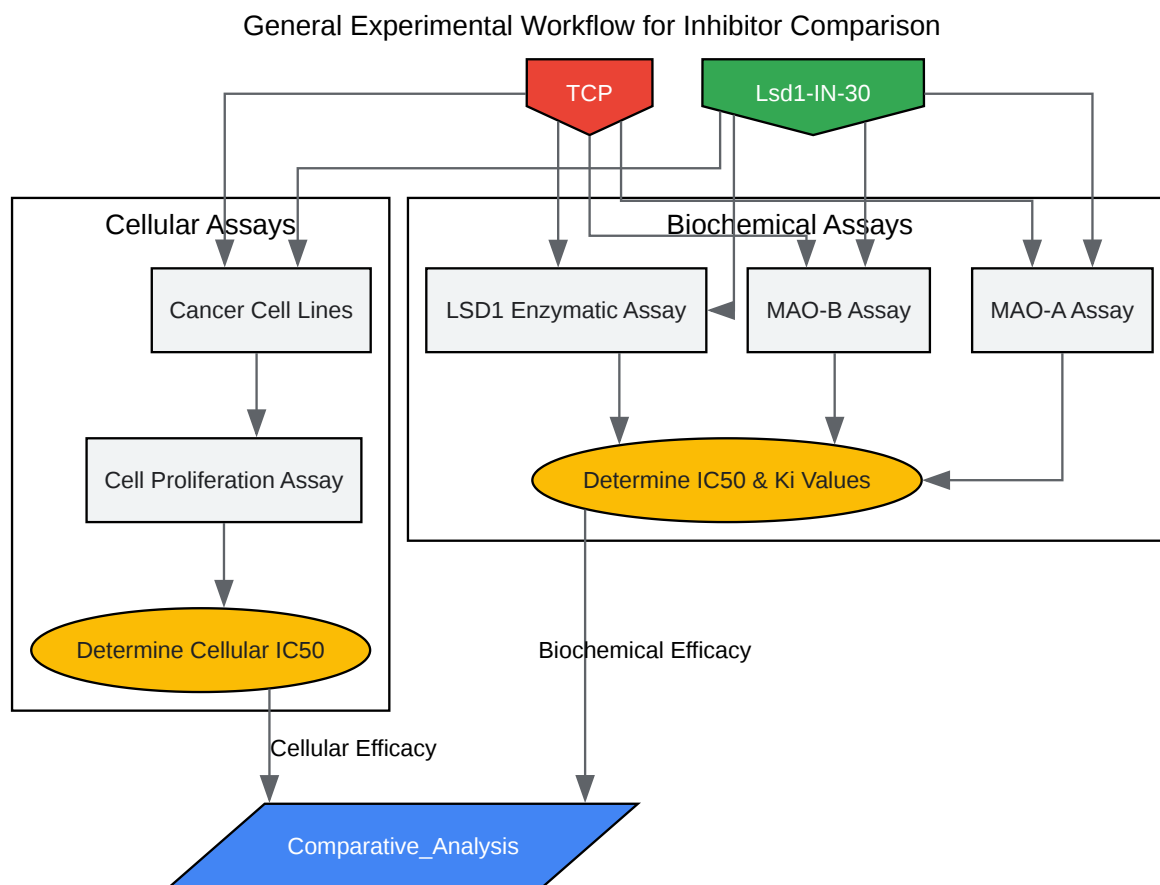 General Experimental Workflow for Inhibitor Comparison
TCP
Lsd1-IN-30
Cellular Assays
Biochemical Assays
Cancer Cell Lines
LSD1 Enzymatic Assay
MAO-B Assay
MAO-A Assay
Cell Proliferation Assay
Determine IC50 & Ki Values
Determine Cellular IC50
Biochemical Efficacy
Cellular Efficacy
Comparative_Analysis